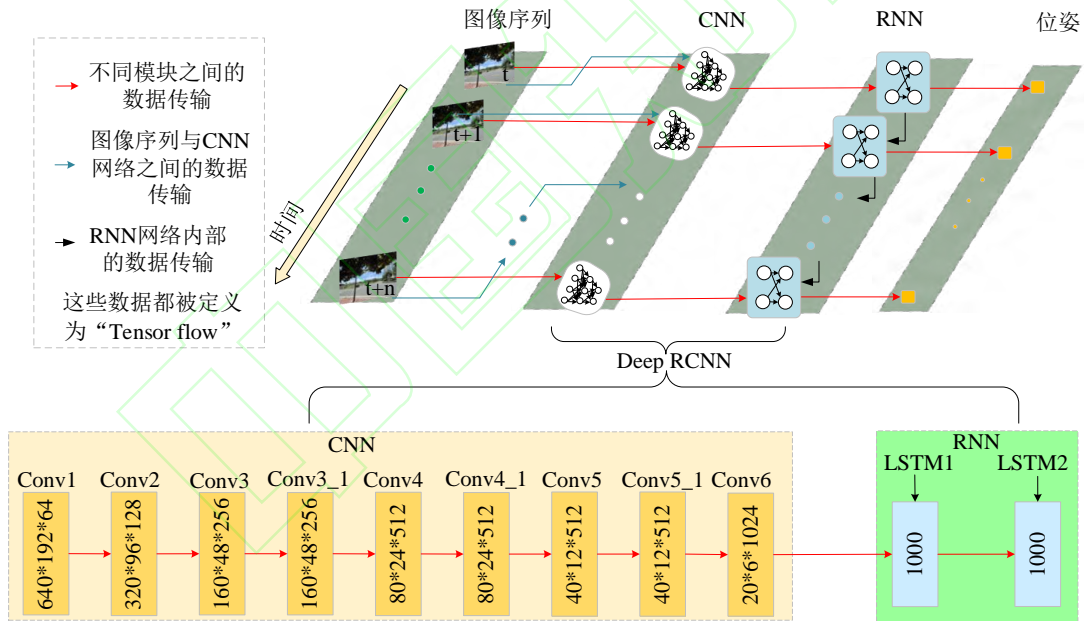 图像序列
CNN
RNN
位姿
不同模块之间的
数据传输
图像序列与CNN
网络之间的数据
传输
RNN网络内部
的数据传输
这些数据都被定义
为“Tensor flow”
时间
t
t+1
t+n
Deep RCNN
CNN
RNN
Conv1
Conv2
Conv3
Conv3_1
Conv4
Conv4_1
Conv5
Conv5_1
Conv6
LSTM1
LSTM2
640*192*64
320*96*128
160*48*256
160*48*256
80*24*512
80*24*512
40*12*512
40*12*512
20*6*1024
1000
1000